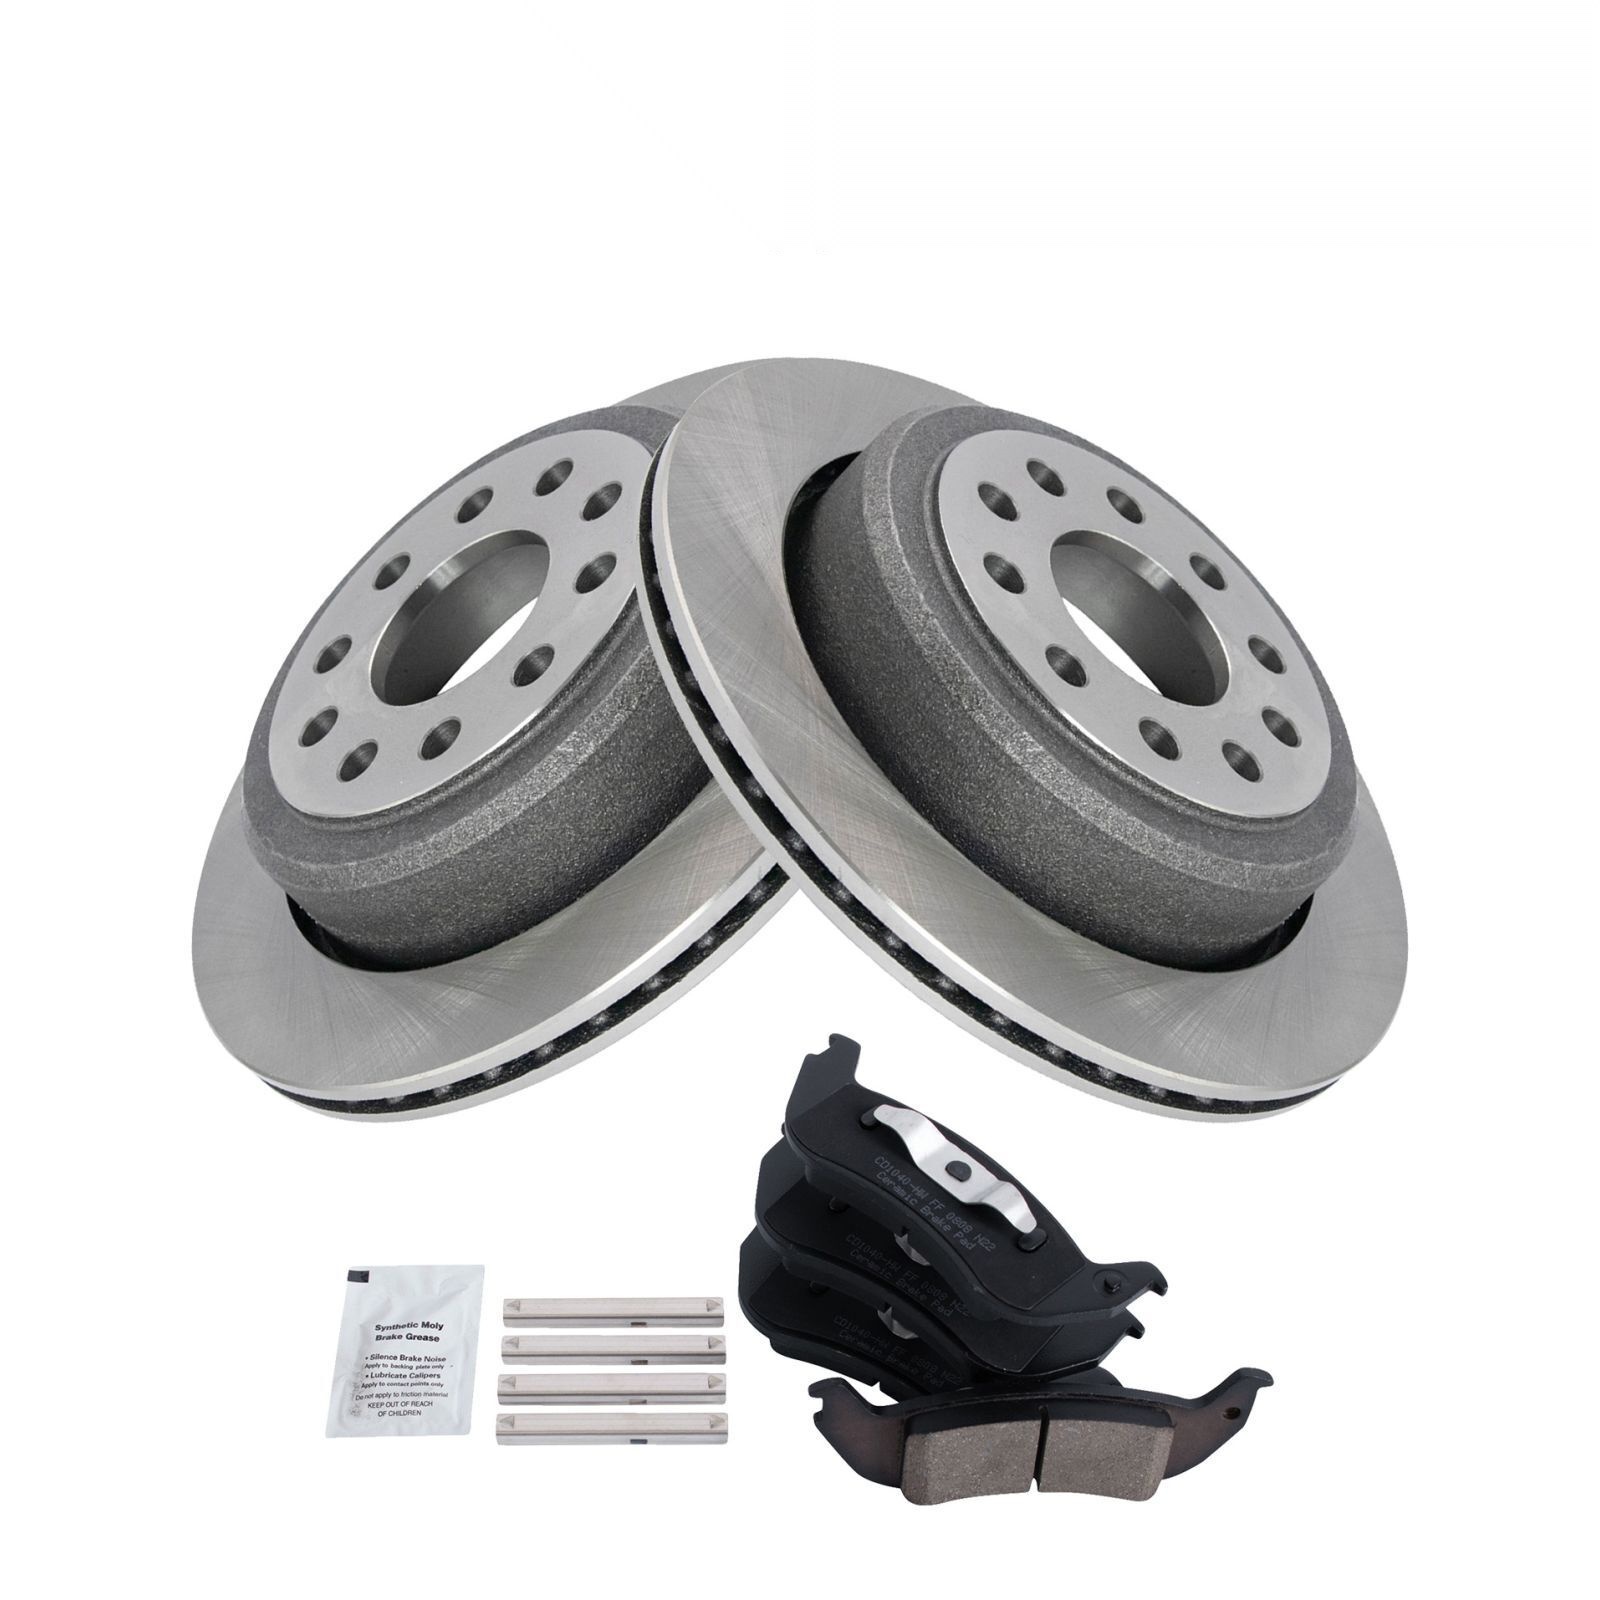 CD1040-HW FF 0808 N22
Ceramic Brake Pad
CD1040-HW FF 0808 N22
Ceramic Brake Pad
CD1040-HW FF 0808 N22
Ceramic Brake Pad
Synthetic Moly
Brake Grease
• Silence Brake Noise
Apply to backing plate only
• Lubricate Calipers
Apply to contact points only
Do not apply to friction material
KEEP OUT OF REACH
OF CHILDREN